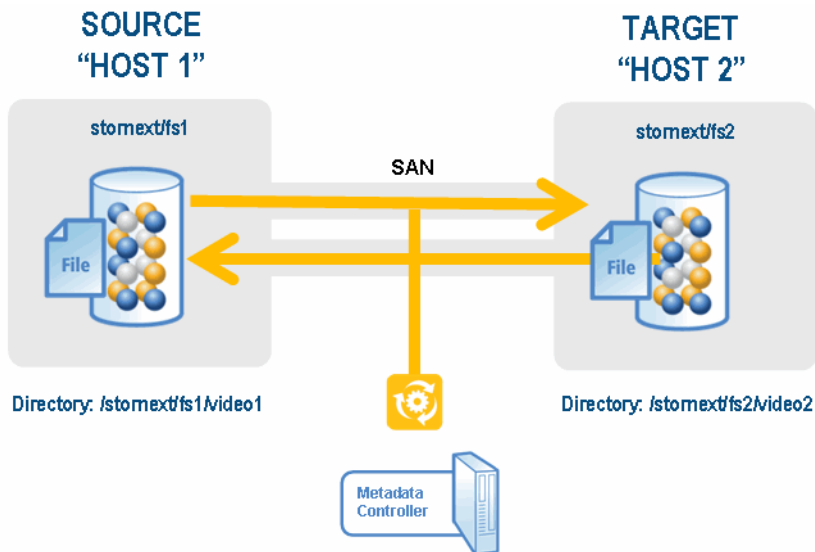 SOURCE
“HOST 1”
TARGET
“HOST 2”
stornext/fs1
stornext/fs2
SAN
File
File
Directory: /stornext/fs1/video1
Directory: /stornext/fs2/video2
Metadata
Controller